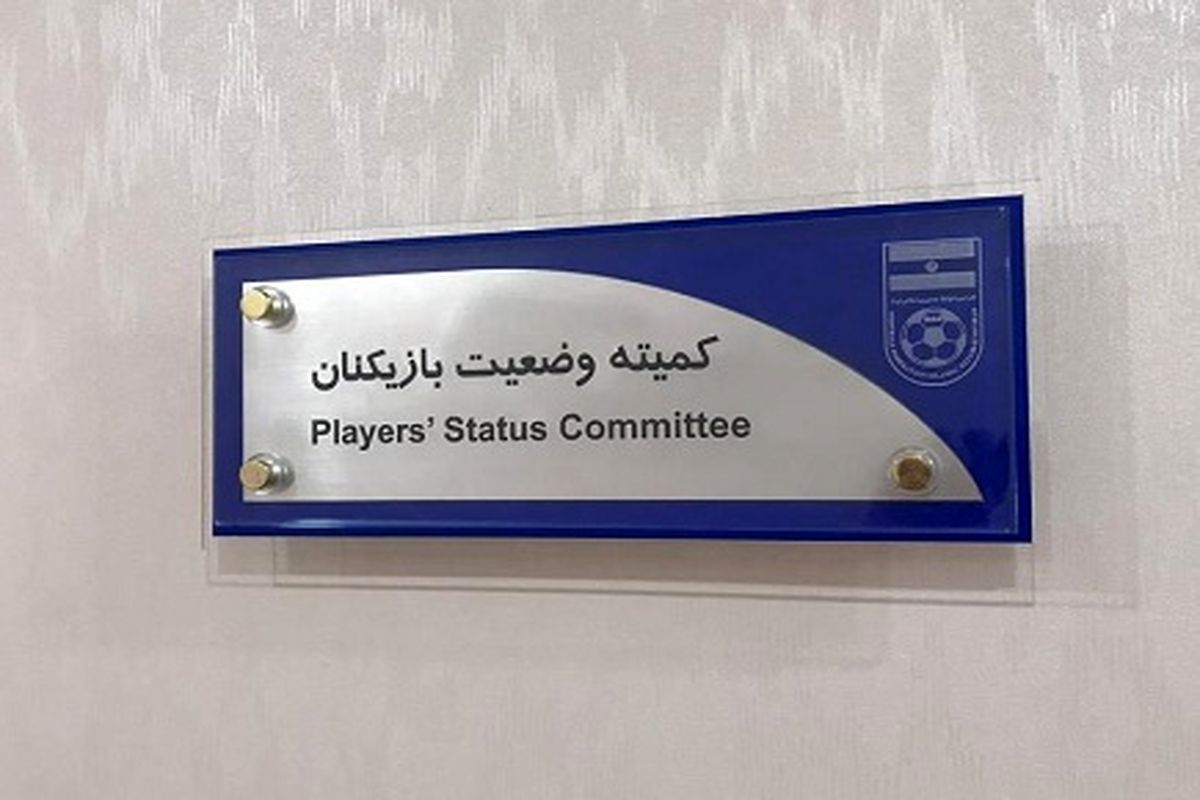 کمیته وضعیت بازیکنان
Players’ Status Committee